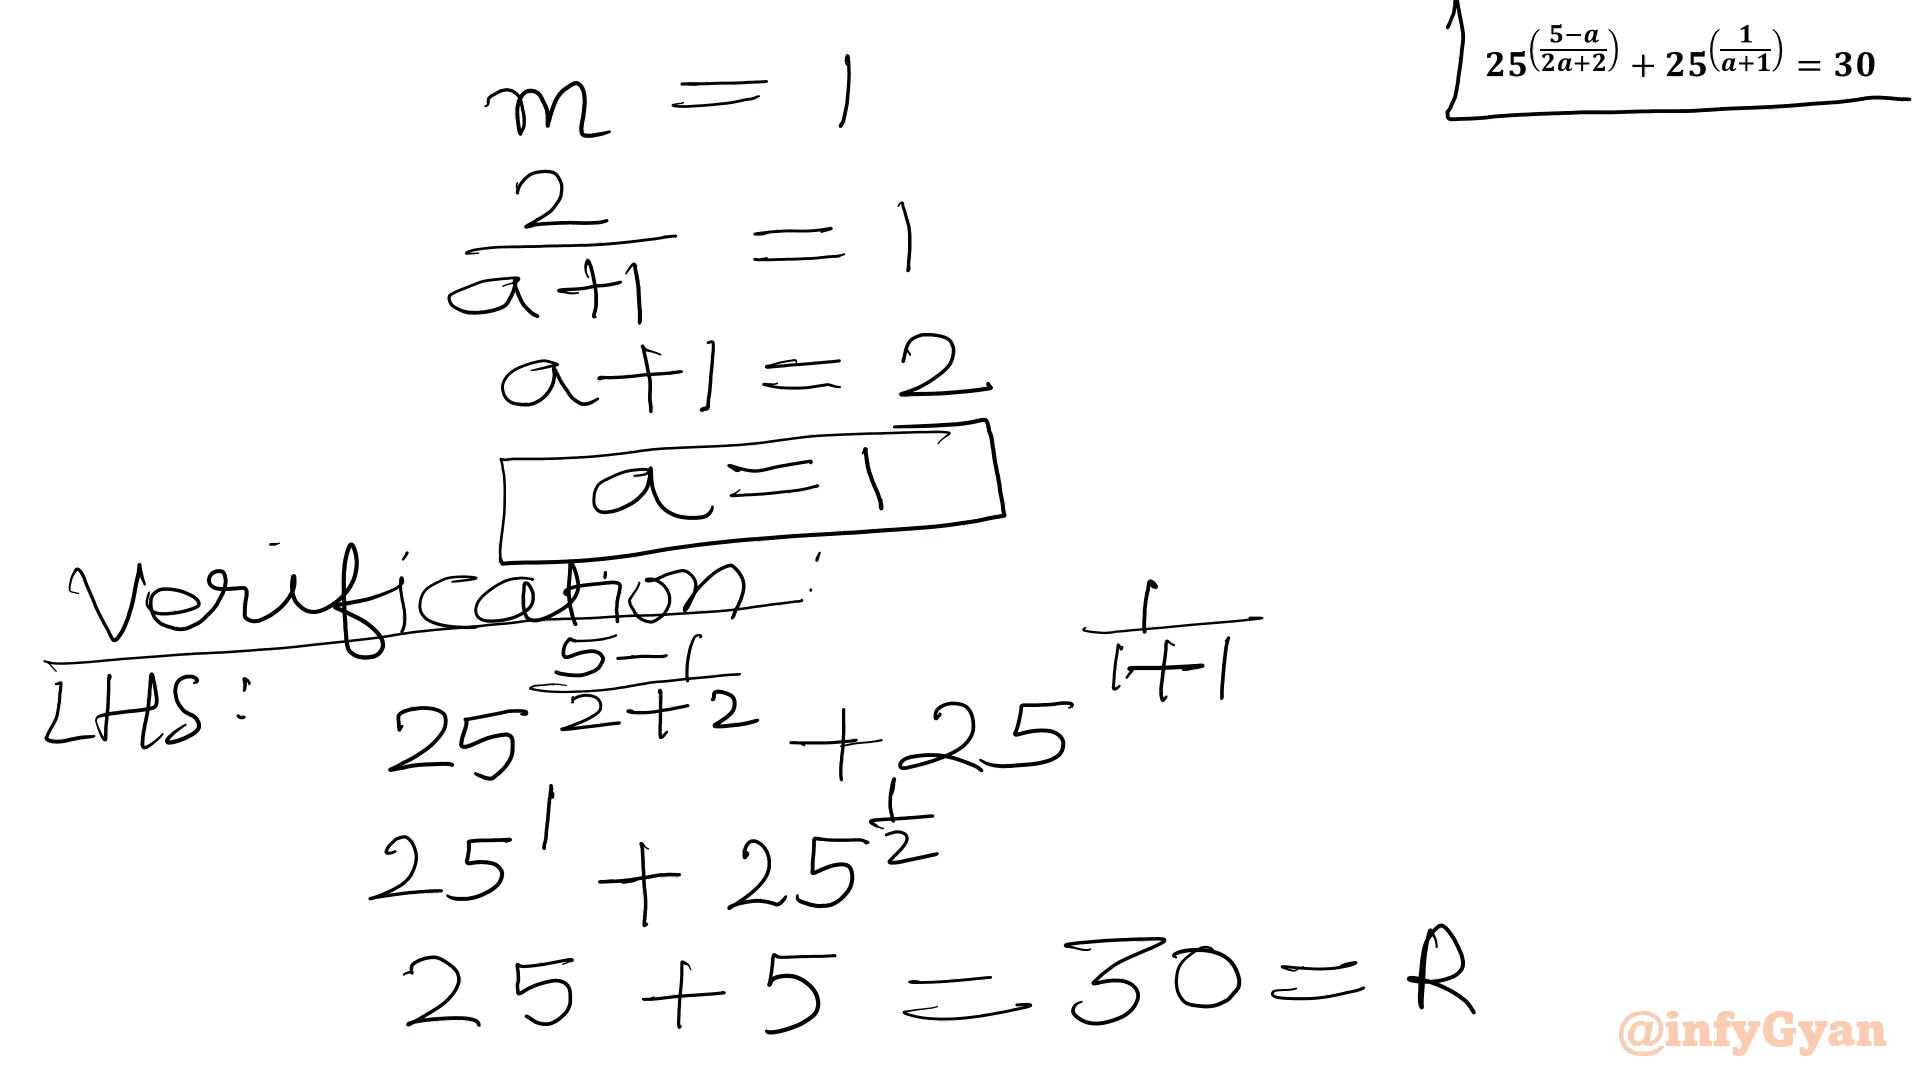 25^((5-a)/(2a+2)) + 25^(1/(a+1)) = 30
m = 1
2/(a+1) = 1
a+1 = 2
a = 1
Verification:
LHS: 25^((5-1)/(2+2)) + 25^(1/(1+1))
25^1 + 25^(1/2)
25 + 5 = 30 = R
@infyGyan